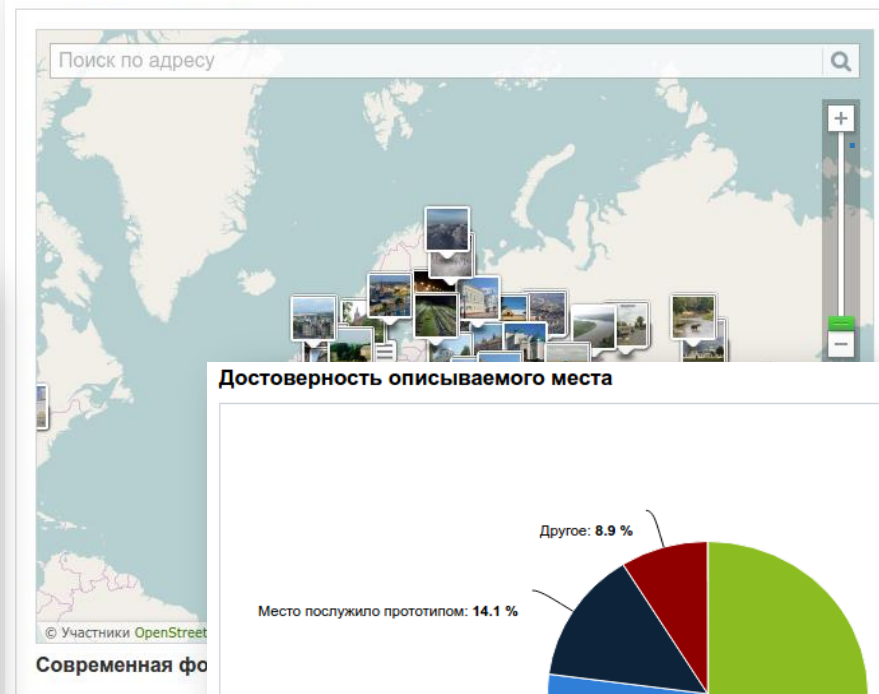 Поиск по адресу
© Участники OpenStreet
Современная фо
Достоверность описываемого места
Другое: 8.9 %
Место послужило прототипом: 14.1 %